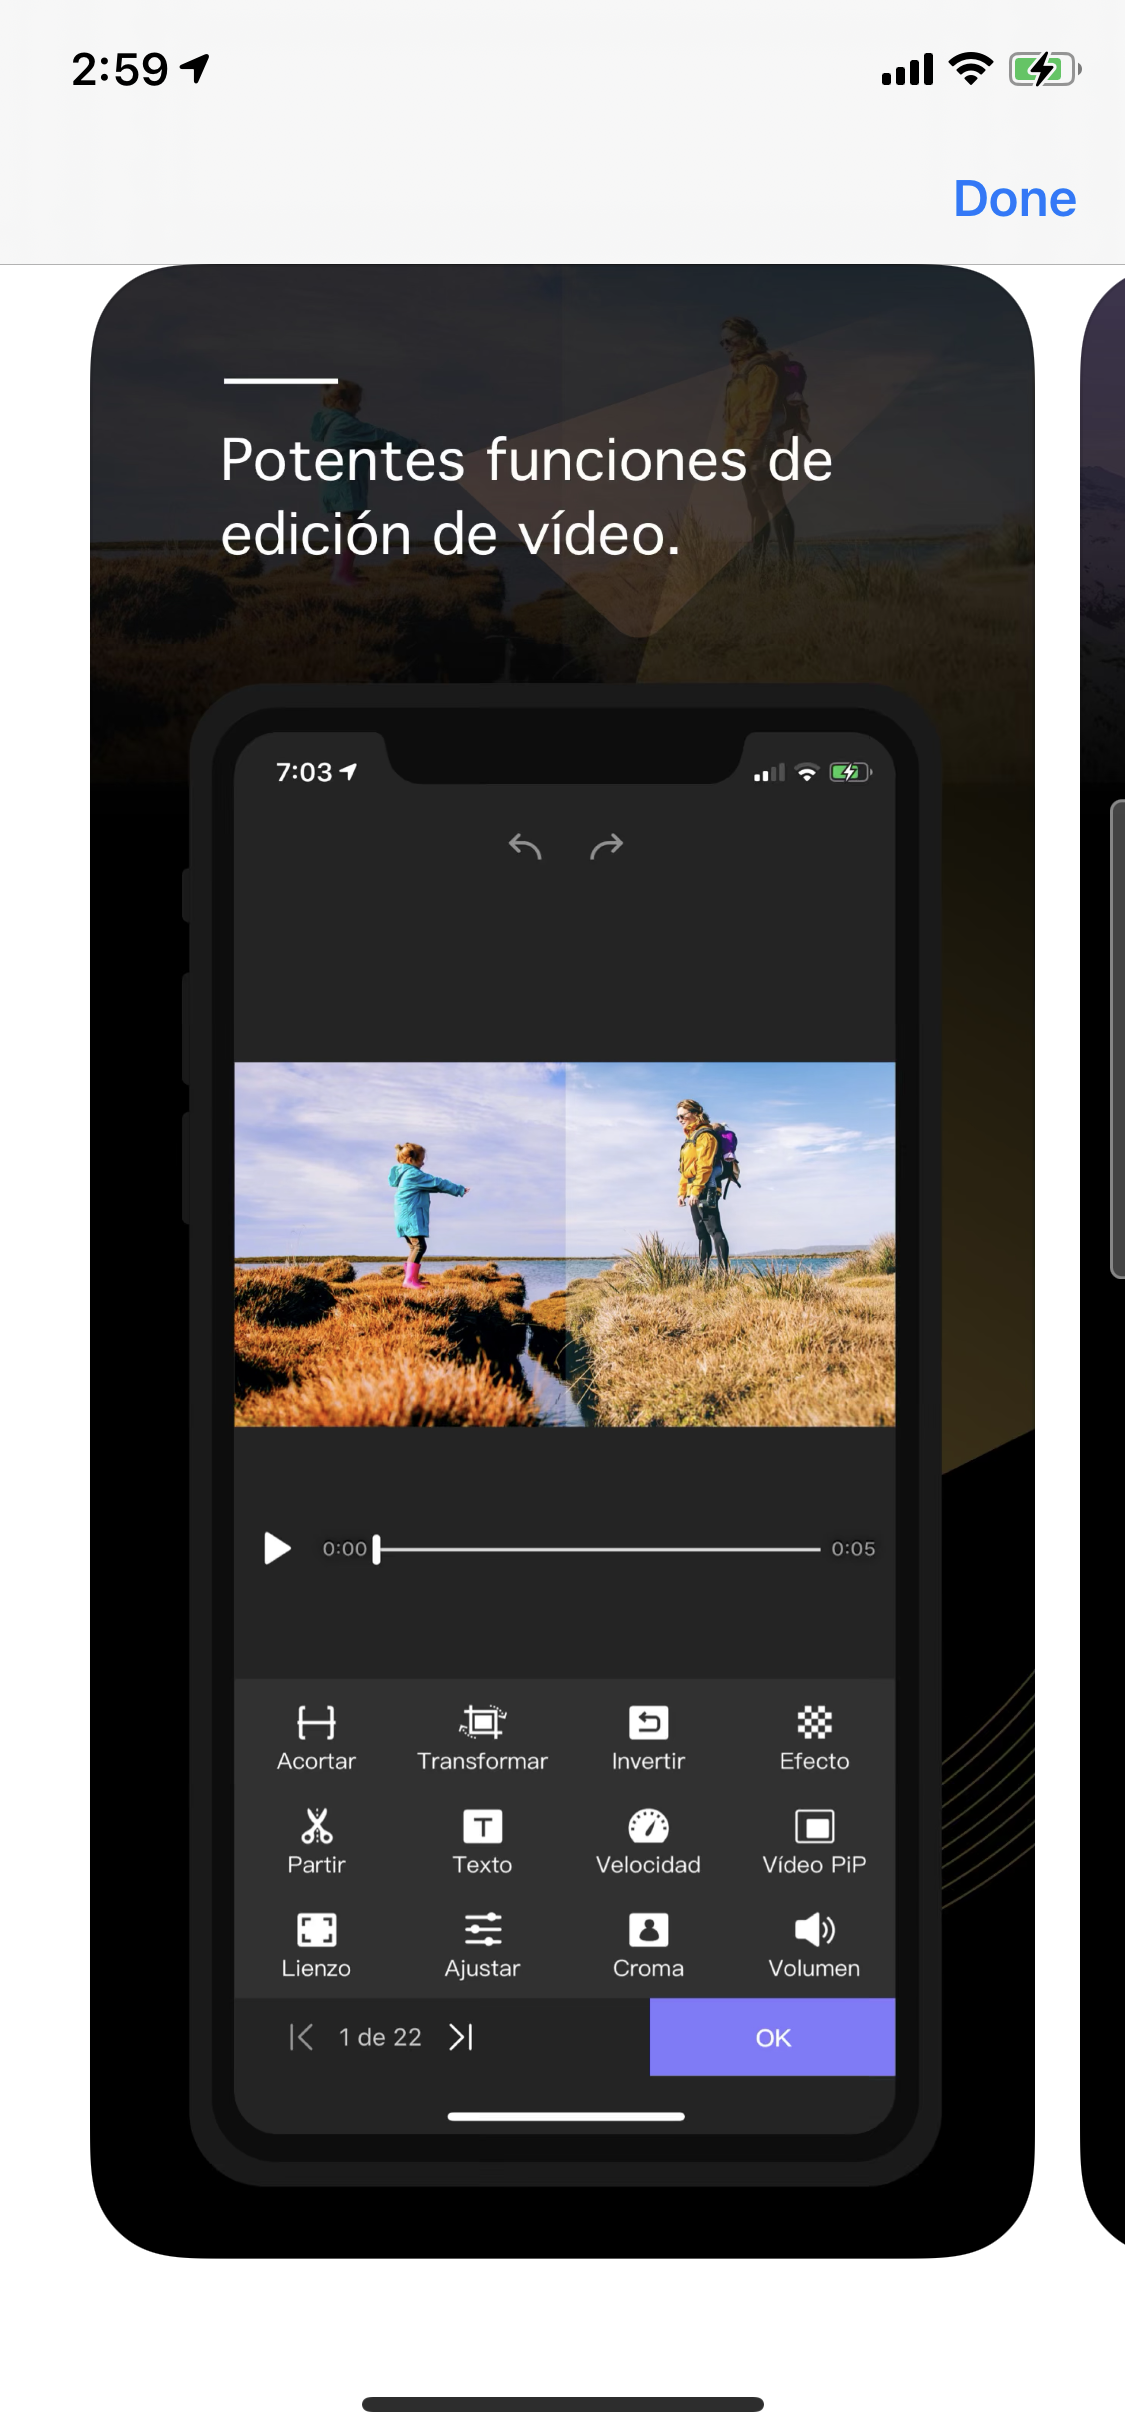 2:59
Done
Potentes funciones de
edición de vídeo.
7:03
0:00
0:05
Acortar
Transformar
Invertir
Efecto
Partir
Texto
Velocidad
Vídeo PiP
Lienzo
Ajustar
Croma
Volumen
1 de 22
OK